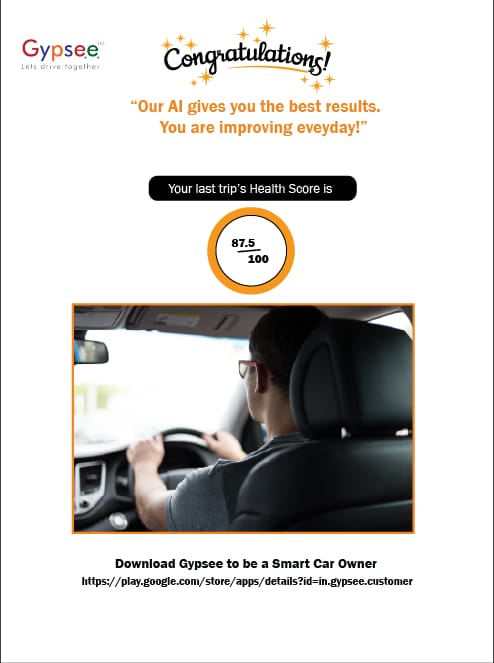 Gypsee™
Lets drive together
Congratulations!
“Our AI gives you the best results.
You are improving eveyday!”
Your last trip's Health Score is
87.5
100
Download Gypsee to be a Smart Car Owner
https://play.google.com/store/apps/details?id=in.gypsee.customer